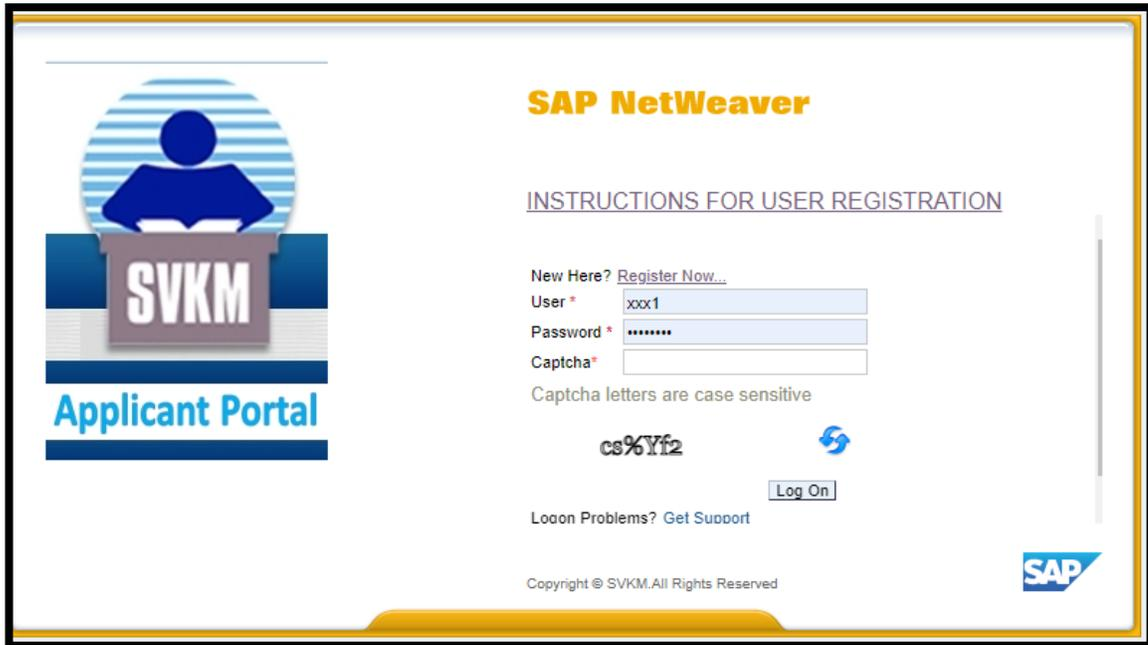 SVKM
Applicant Portal
SAP NetWeaver
INSTRUCTIONS FOR USER REGISTRATION
New Here? Register Now...
User * xxx1
Password * ••••••••
Captcha*
Captcha letters are case sensitive
cs%Yf2
Log On
Logon Problems? Get Support
Copyright © SVKM.All Rights Reserved
SAP